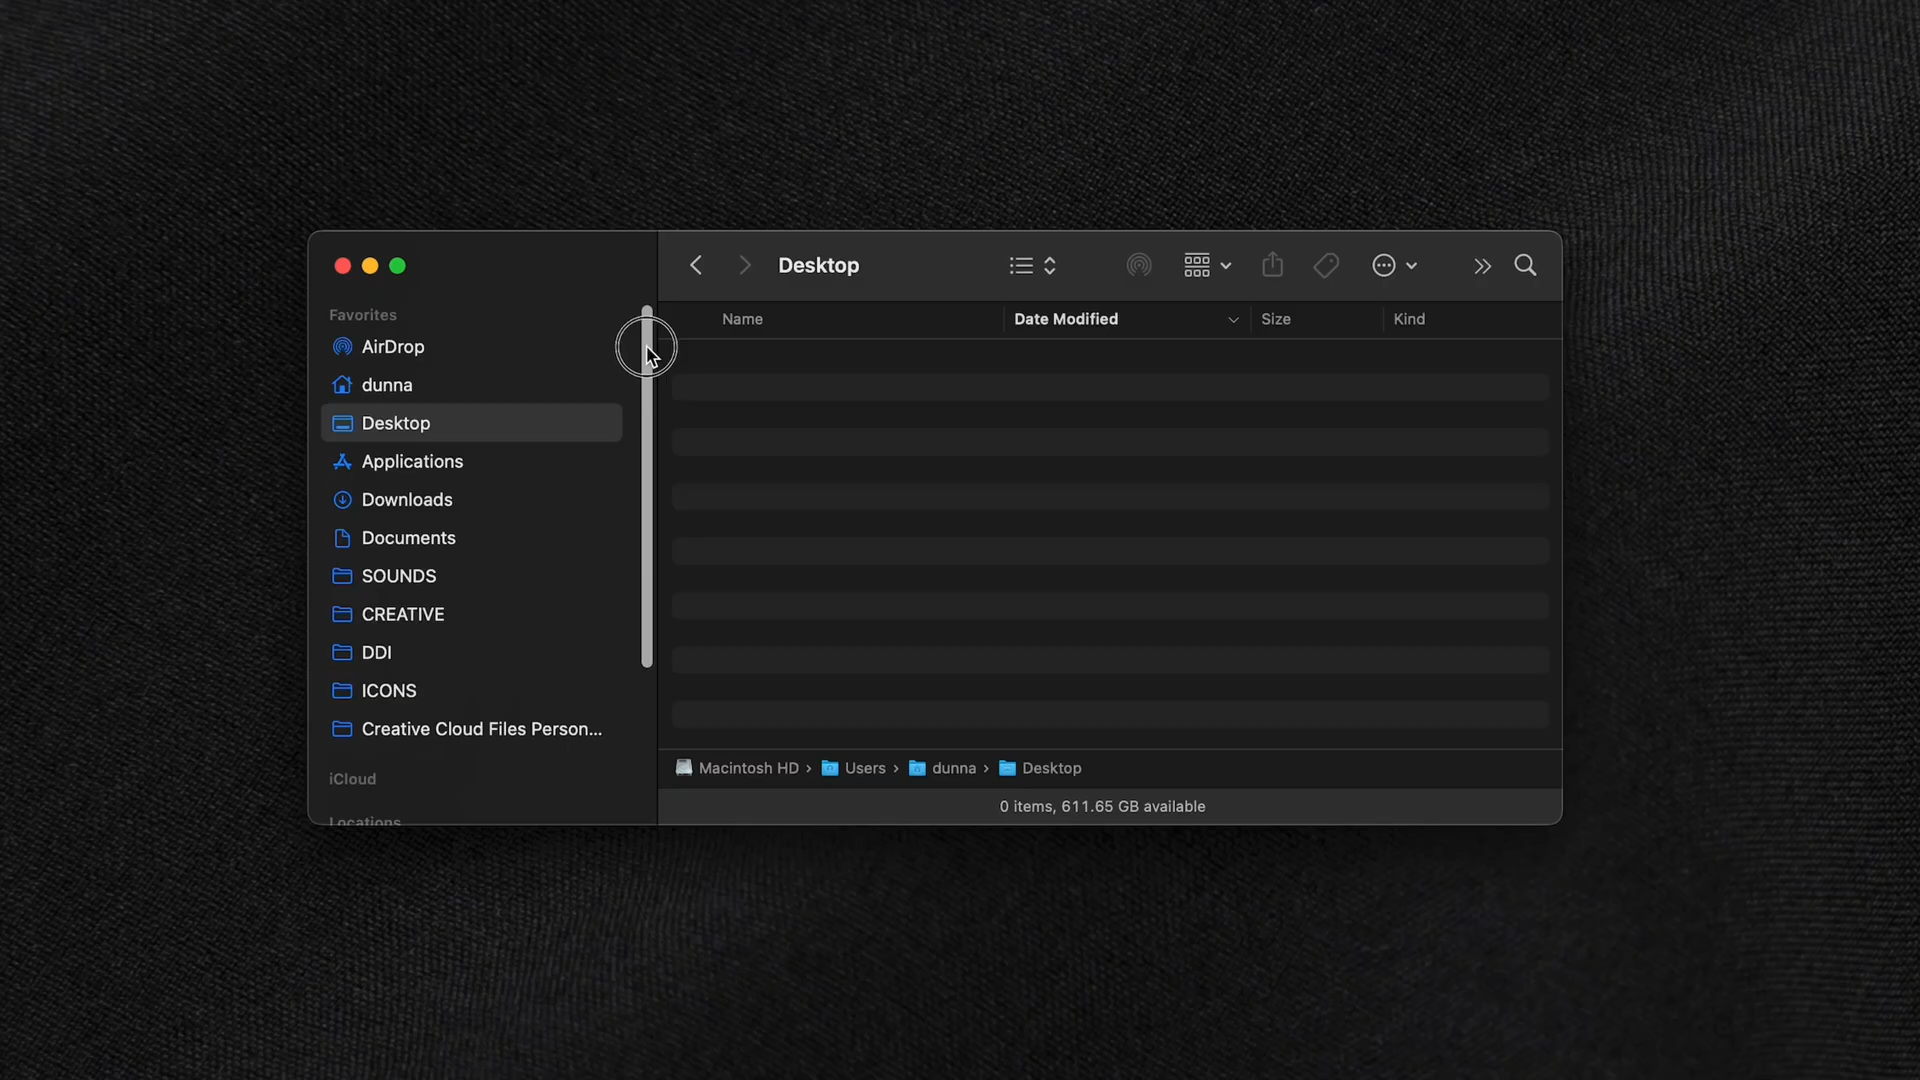 Desktop
Favorites
AirDrop
dunna
Desktop
Applications
Downloads
Documents
SOUNDS
CREATIVE
DDI
ICONS
Creative Cloud Files Person...
iCloud
Locations
Name Date Modified Size Kind
Macintosh HD › Users › dunna › Desktop
0 items, 611.65 GB available